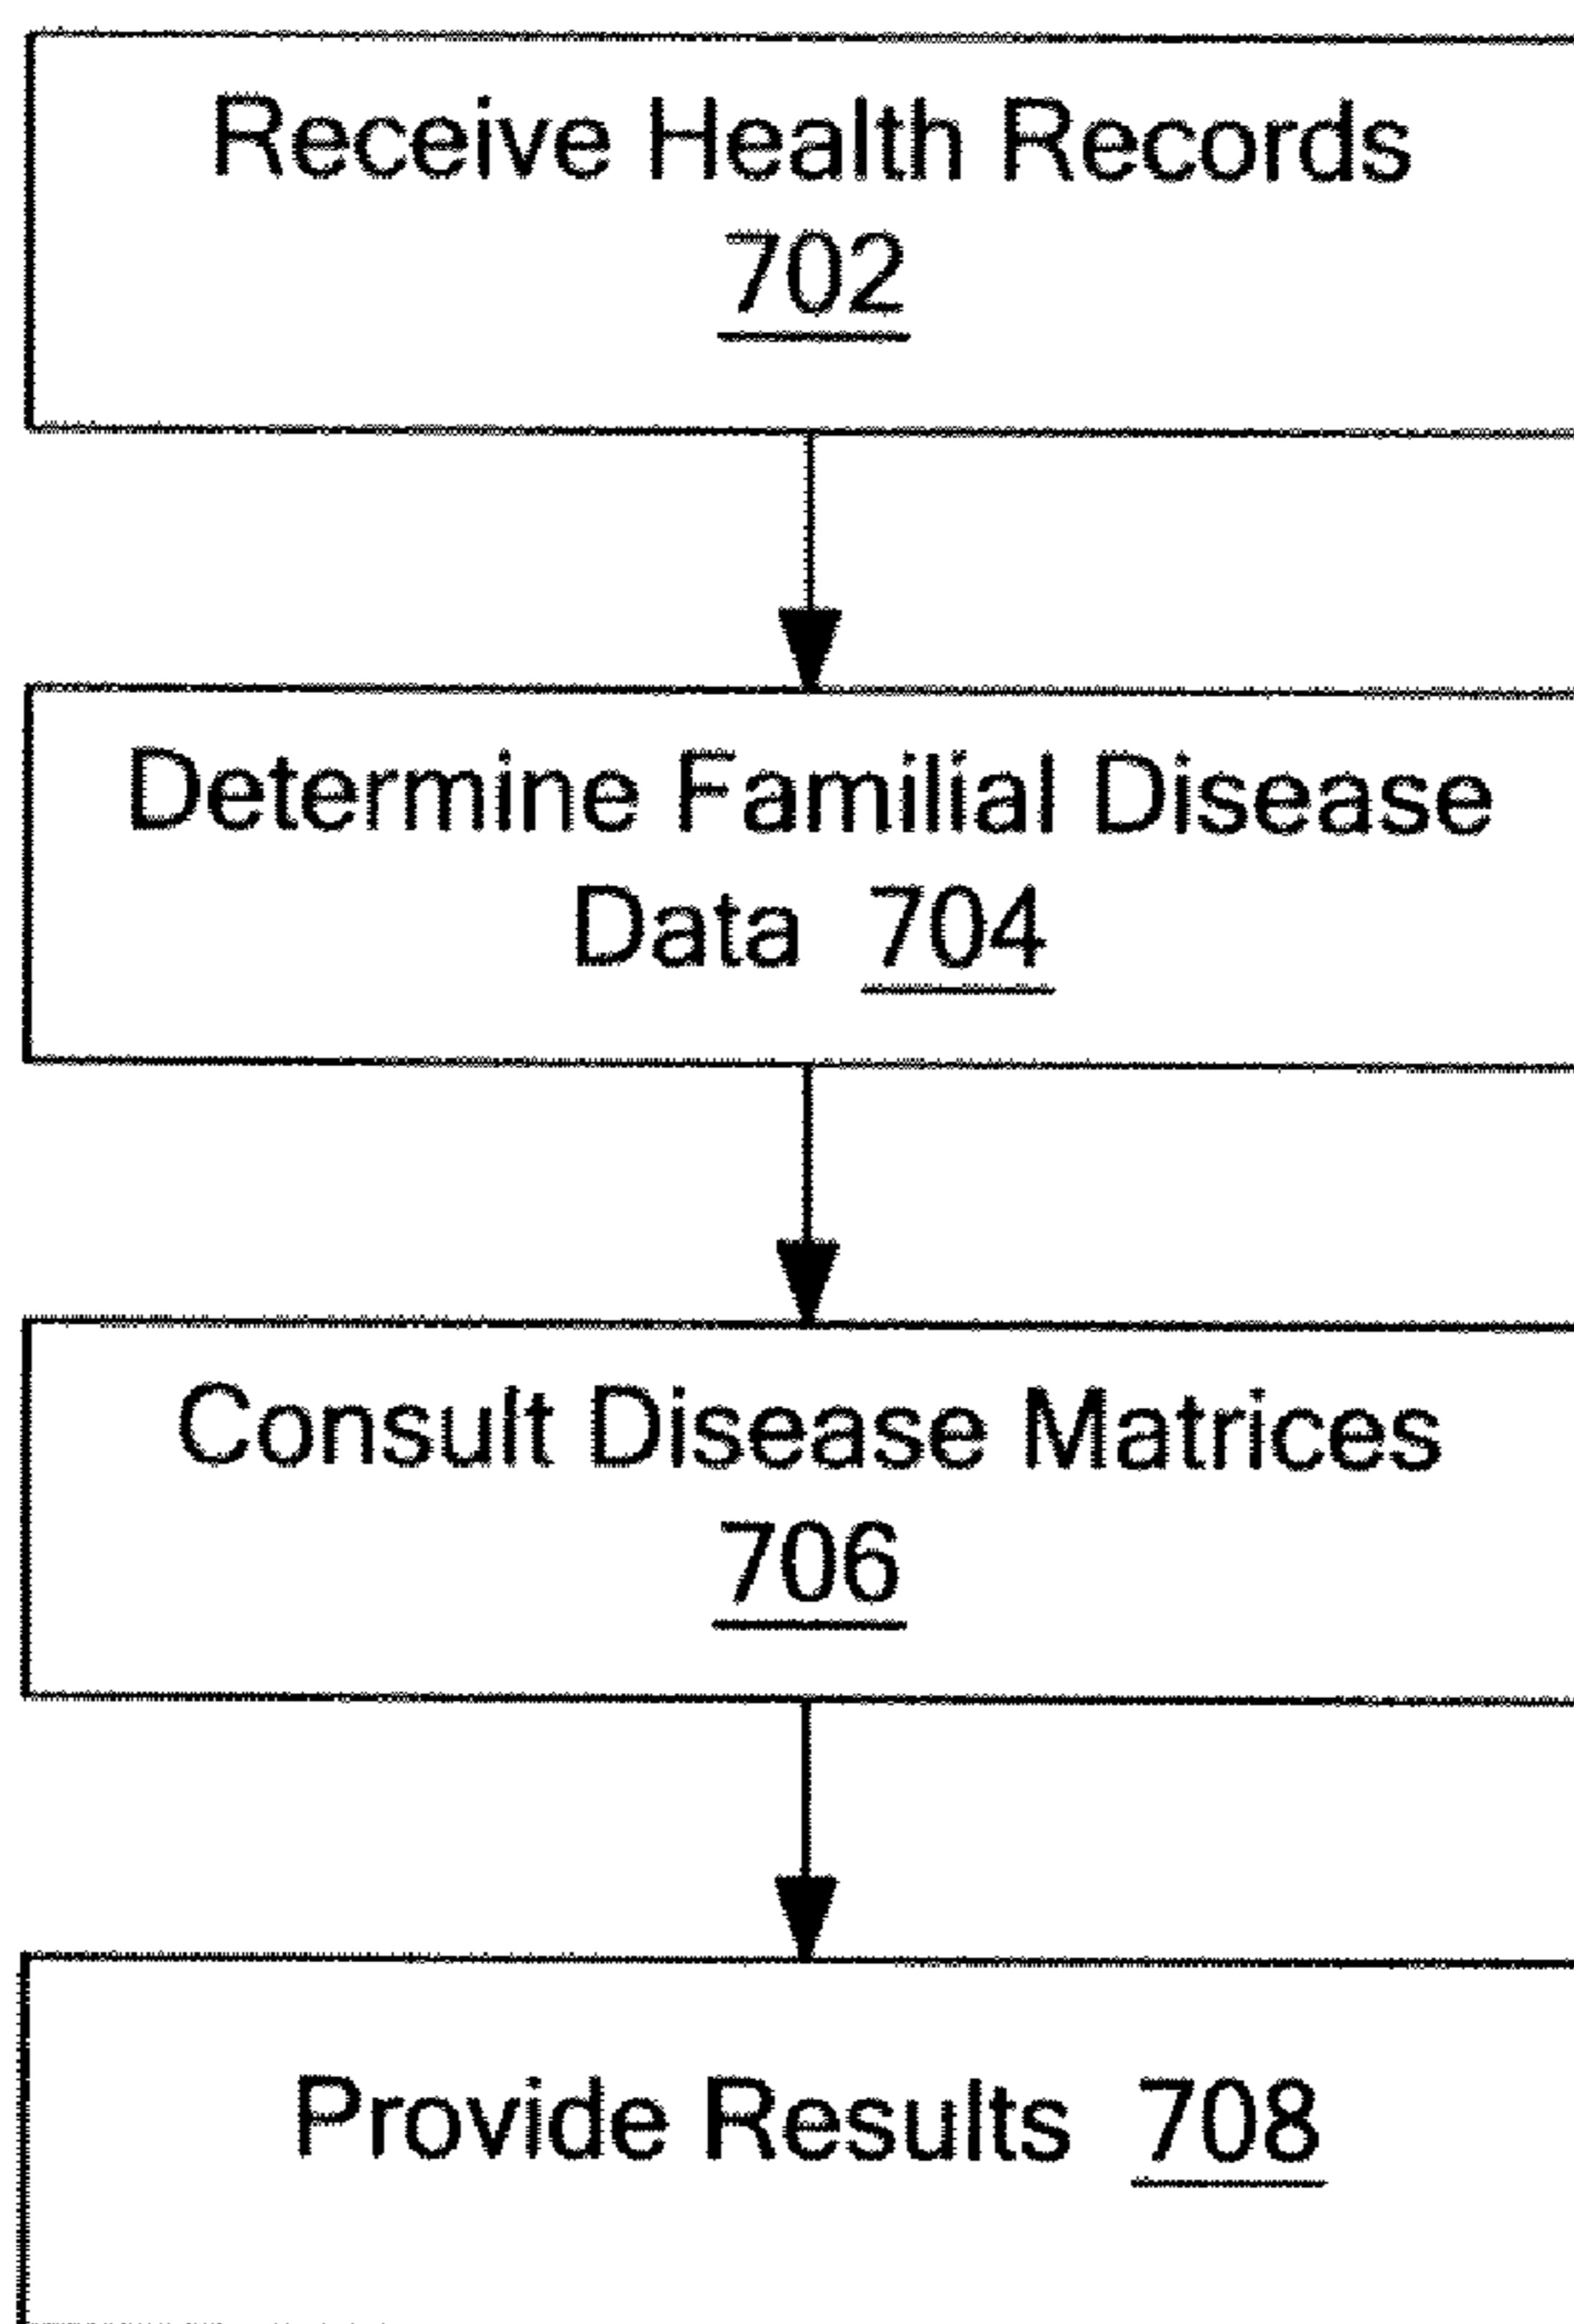 Receive Health Records
702
Determine Familial Disease
Data 704
Consult Disease Matrices
706
Provide Results 708